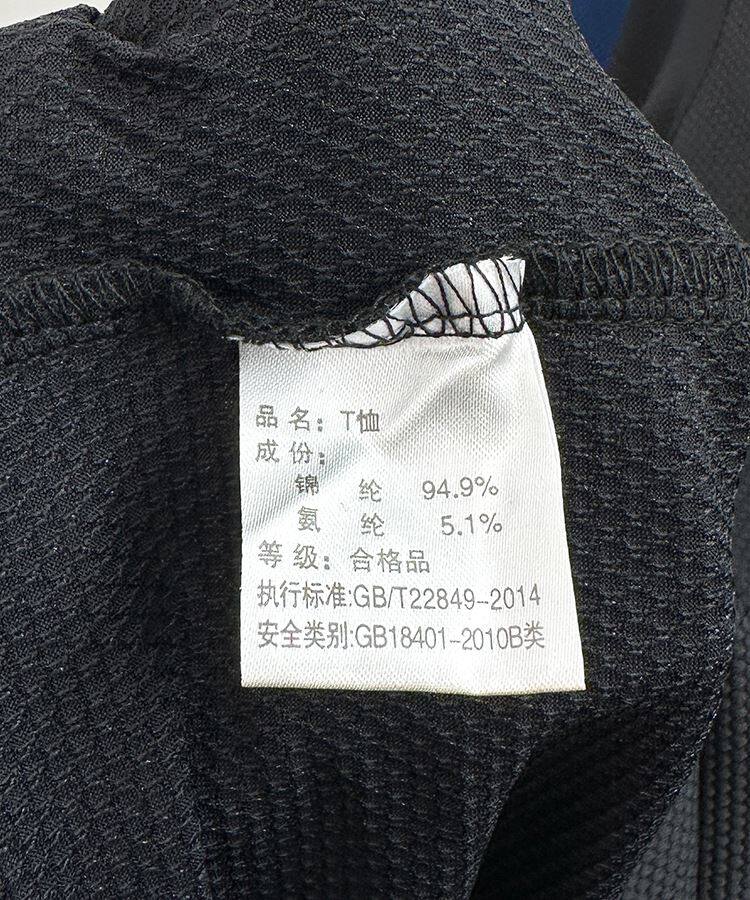 品名：T恤
成份：
锦 纶 94.9%
氨 纶 5.1%
等级：合格品
执行标准:GB/T22849-2014
安全类别:GB18401-2010B类